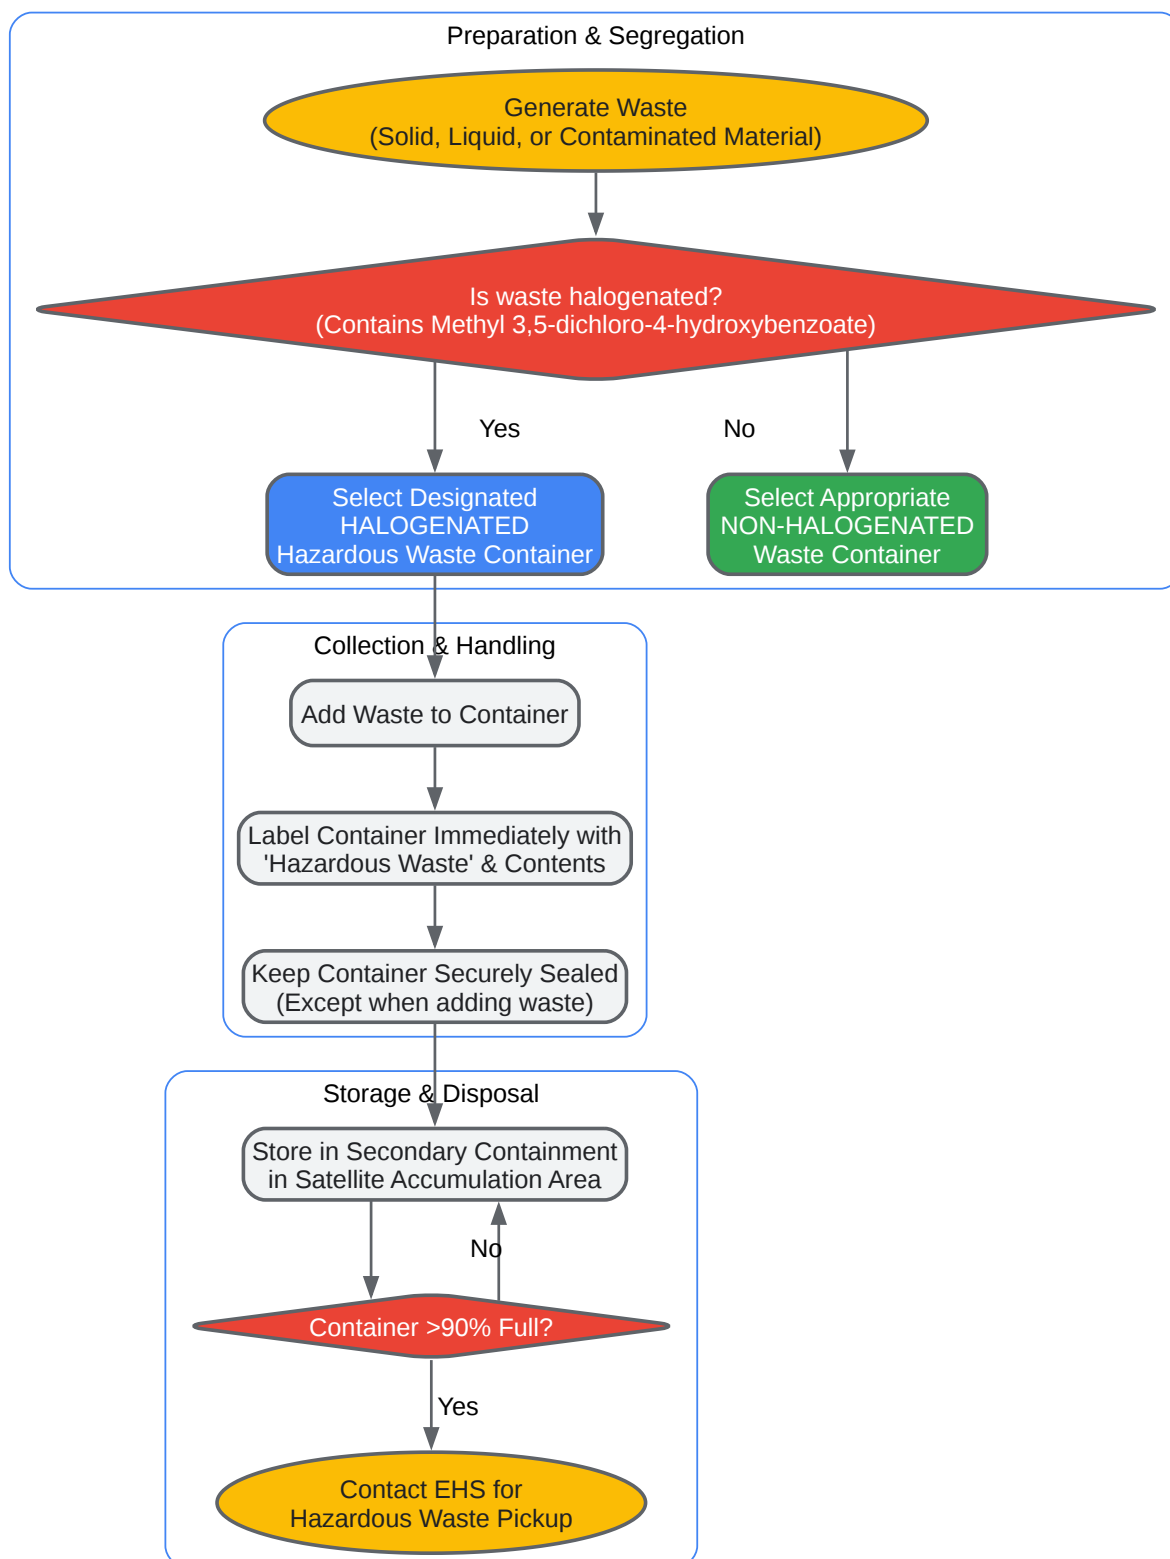 Preparation & Segregation
Generate Waste
(Solid, Liquid, or Contaminated Material)
Is waste halogenated?
(Contains Methyl 3,5-dichloro-4-hydroxybenzoate)
Yes
No
Select Designated
HALOGENATED
Hazardous Waste Container
Select Appropriate
NON-HALOGENATED
Waste Container
Collection & Handling
Add Waste to Container
Label Container Immediately with
'Hazardous Waste' & Contents
Keep Container Securely Sealed
(Except when adding waste)
Storage & Disposal
Store in Secondary Containment
in Satellite Accumulation Area
No
Container >90% Full?
Yes
Contact EHS for
Hazardous Waste Pickup